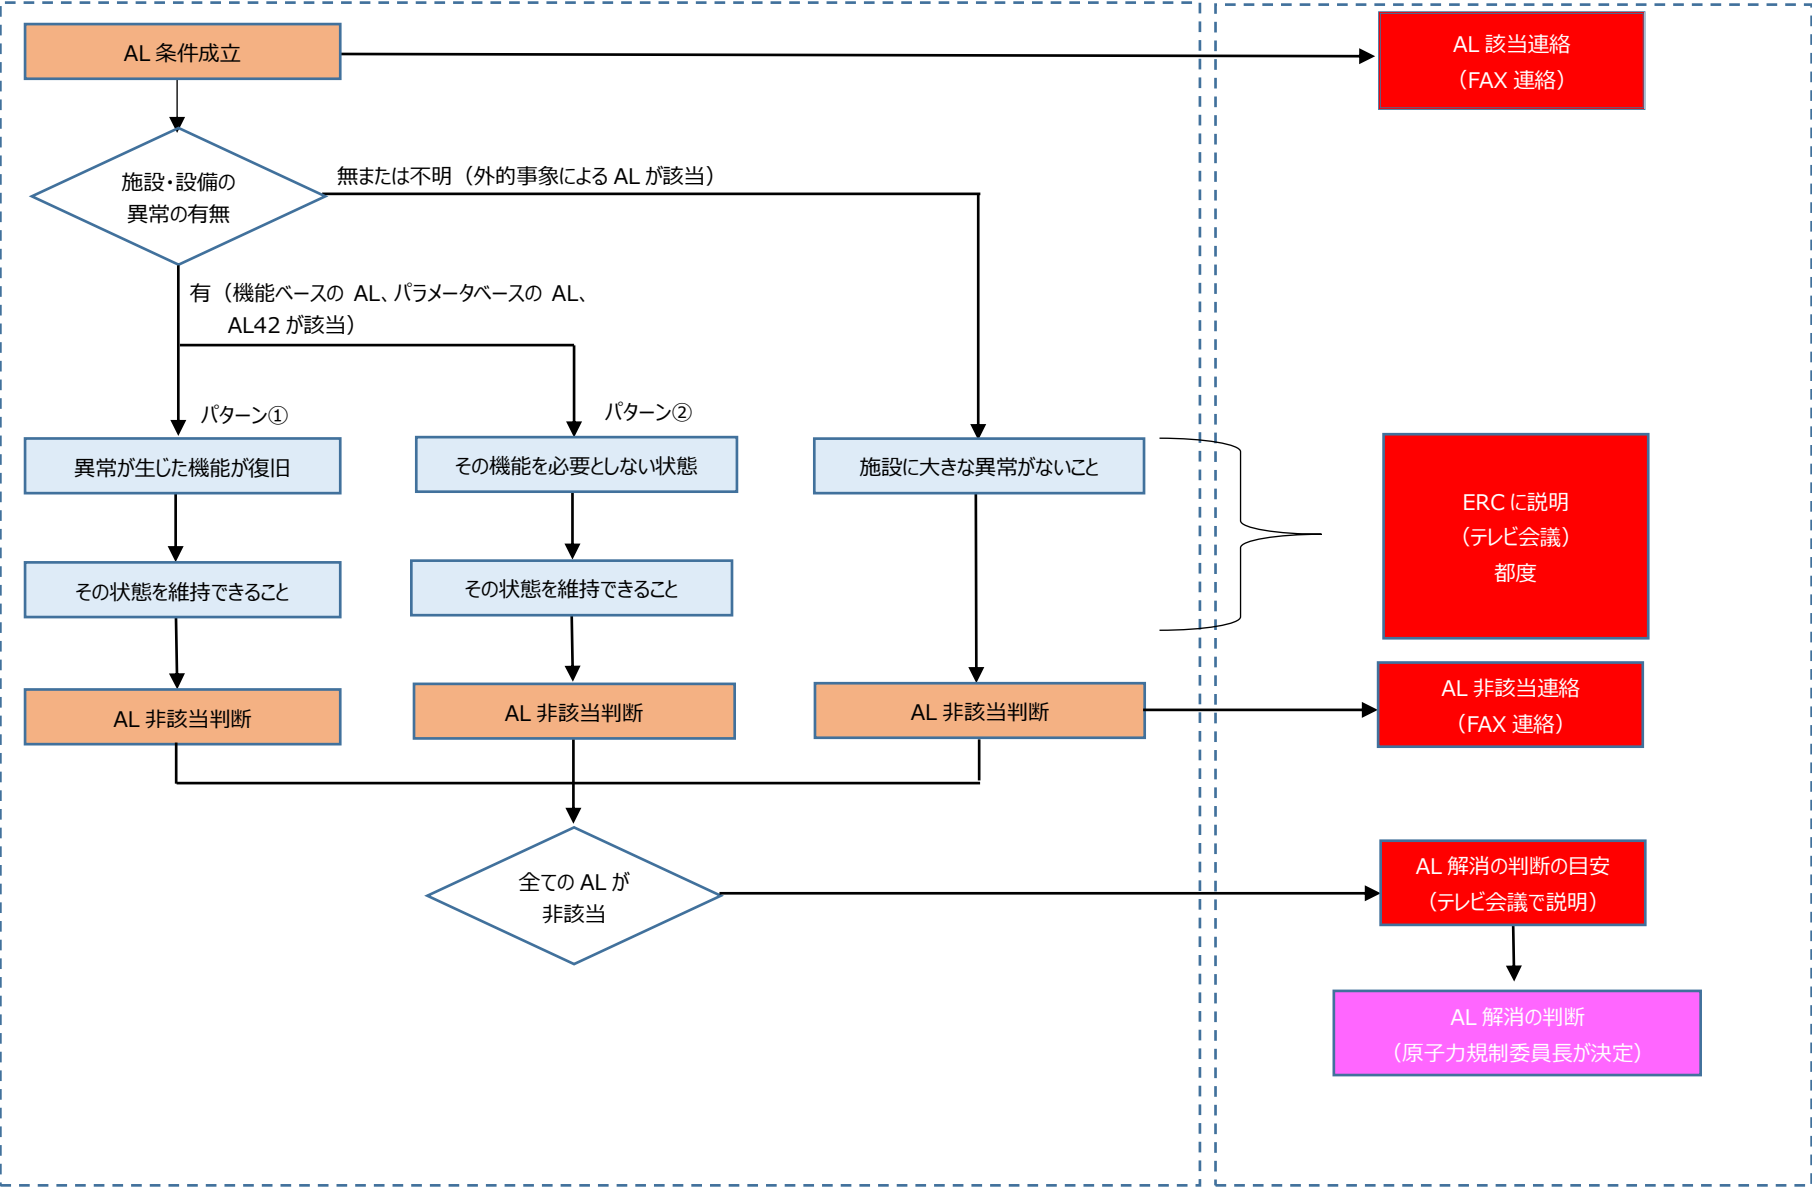 AL 条件成立
AL 該当連絡
（FAX 連絡）
施設・設備の
異常の有無
無または不明（外的事象による AL が該当）
有（機能ベースの AL、パラメータベースの AL、
AL42 が該当）
パターン①
パターン②
異常が生じた機能が復旧
その機能を必要としない状態
施設に大きな異常がないこと
ERC に説明
（テレビ会議）
都度
その状態を維持できること
その状態を維持できること
AL 非該当判断
AL 非該当判断
AL 非該当判断
AL 非該当連絡
（FAX 連絡）
全ての AL が
非該当
AL 解消の判断の目安
（テレビ会議で説明）
AL 解消の判断
（原子力規制委員長が決定）